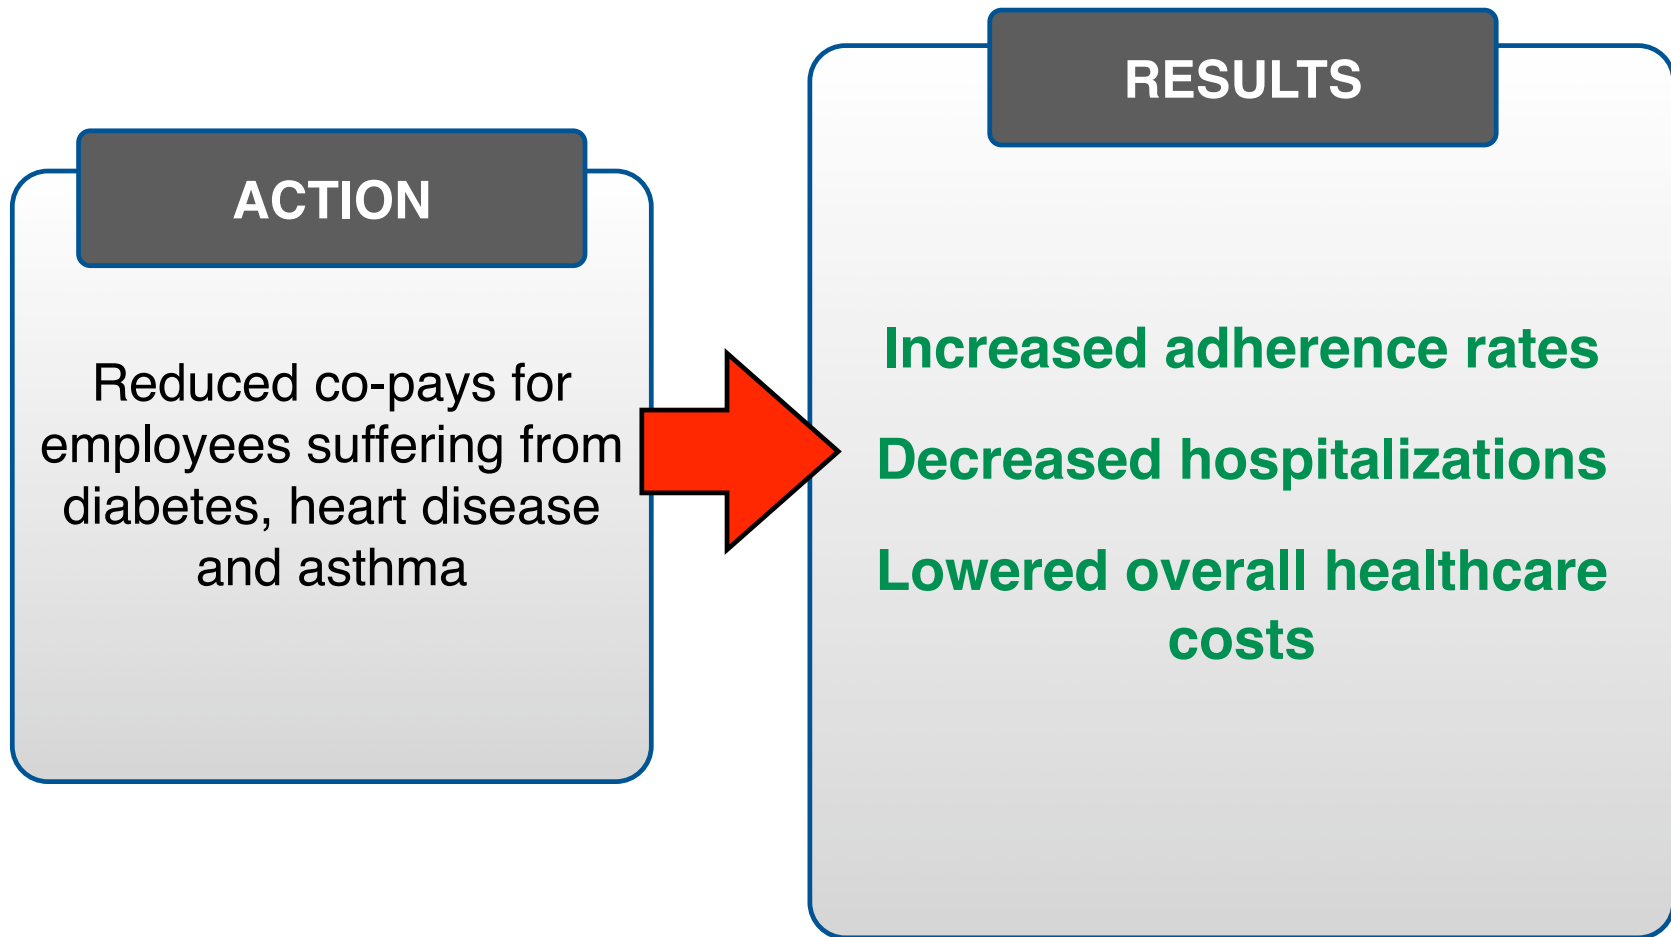 ACTION
Reduced co-pays for
employees suffering from
diabetes, heart disease
and asthma
RESULTS
Increased adherence rates
Decreased hospitalizations
Lowered overall healthcare
costs